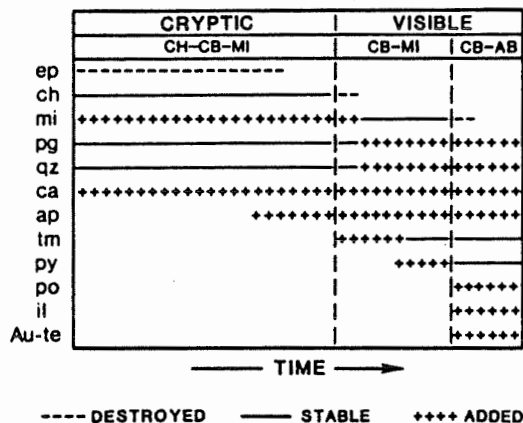 CRYPTIC VISIBLE
CH-CB-MI CB-MI CB-AB
ep
ch
mi
pg
qz
ca
ap
tm
py
po
il
Au-te
TIME
DESTROYED STABLE ADDED